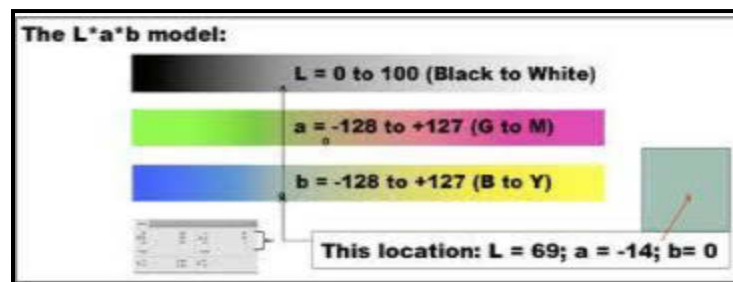 The L*a*b model:
L = 0 to 100 (Black to White)
a = -128 to +127 (G to M)
b = -128 to +127 (B to Y)
This location: L = 69; a = -14; b= 0